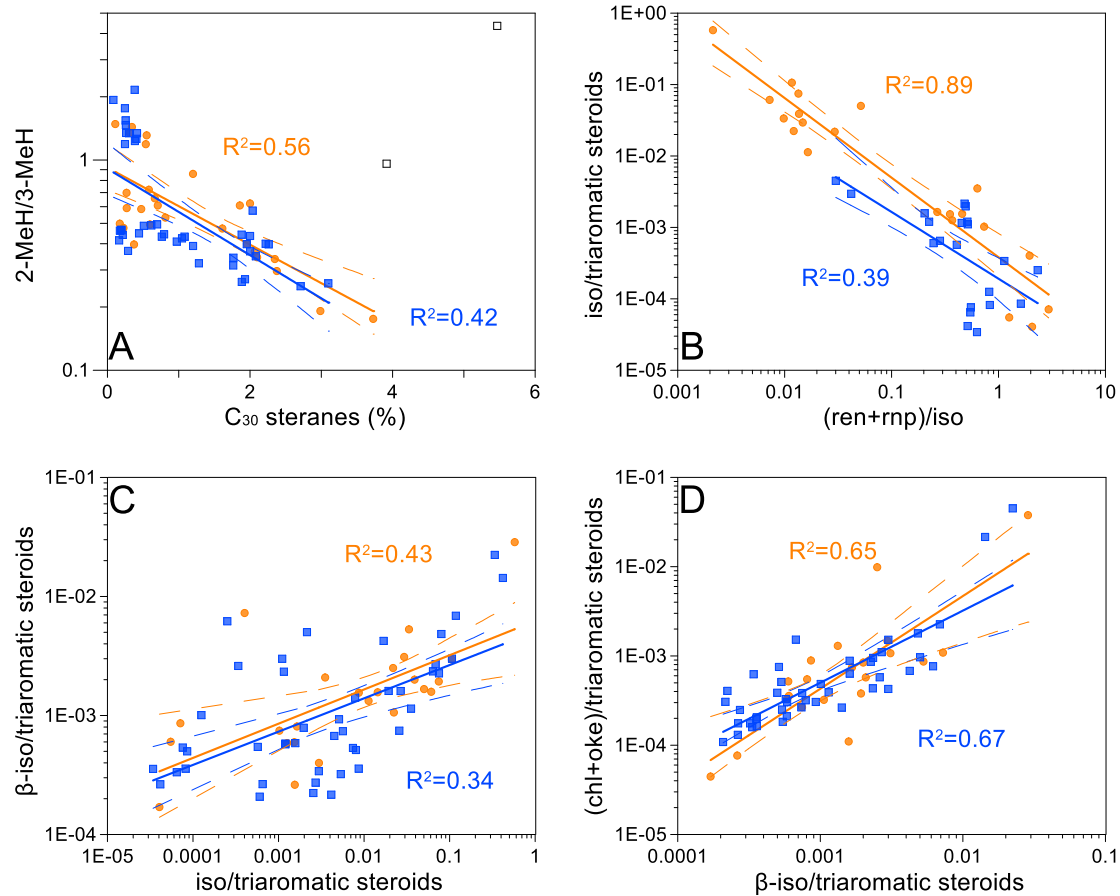 2-MeH/3-MeH
1
0.1
R²=0.56
R²=0.42
A
0
2
4
6
C₃₀ steranes (%)
iso/triaromatic steroids
1E+00
1E-01
1E-02
1E-03
1E-04
1E-05
R²=0.89
R²=0.39
B
0.001
0.01
0.1
1
10
(ren+rnp)/iso
β-iso/triaromatic steroids
1E-01
1E-02
1E-03
1E-04
C
R²=0.43
R²=0.34
1E-05
0.0001
0.001
0.01
0.1
1
iso/triaromatic steroids
(chl+oke)/triaromatic steroids
1E-01
1E-02
1E-03
1E-04
1E-05
D
R²=0.65
R²=0.67
0.0001
0.001
0.01
0.1
β-iso/triaromatic steroids